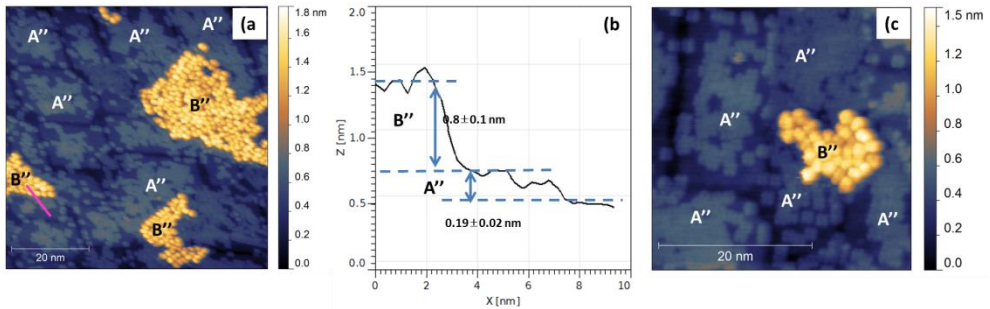 (a)
A’’
A’’
A’’
A’’
A’’
A’’
B’’
B’’
B’’
20 nm
1.8 nm
1.6
1.4
1.2
1.0
0.8
0.6
0.4
0.2
0.0
(b)
Z [nm]
2.0
1.5
1.0
0.5
0.0
B’’
0.8±0.1 nm
A’’
0.19±0.02 nm
0
2
4
6
8
10
X [nm]
(c)
A’’
A’’
B’’
A’’
A’’
A’’
20 nm
1.5 nm
1.2
1.0
0.8
0.6
0.4
0.2
0.0